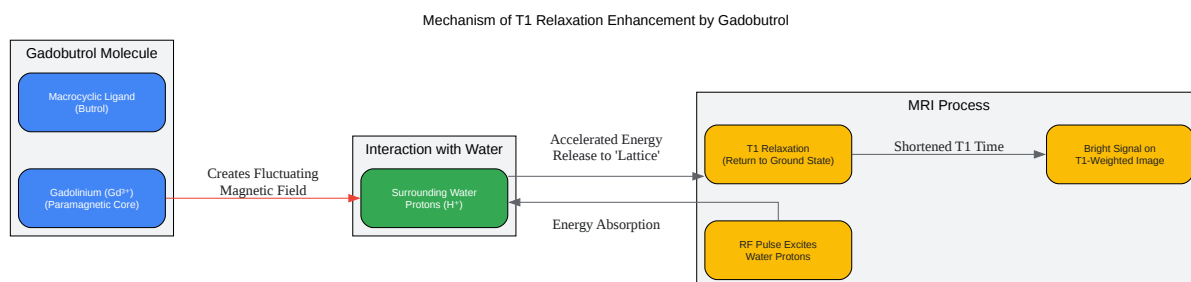 Mechanism of T1 Relaxation Enhancement by Gadobutrol
Gadobutrol Molecule
Macrocyclic Ligand
(Butrol)
Gadolinium (Gd³⁺)
(Paramagnetic Core)
Creates Fluctuating
Magnetic Field
Interaction with Water
Surrounding Water
Protons (H⁺)
Accelerated Energy
Release to 'Lattice'
Energy Absorption
MRI Process
T1 Relaxation
(Return to Ground State)
Shortened T1 Time
Bright Signal on
T1-Weighted Image
RF Pulse Excites
Water Protons